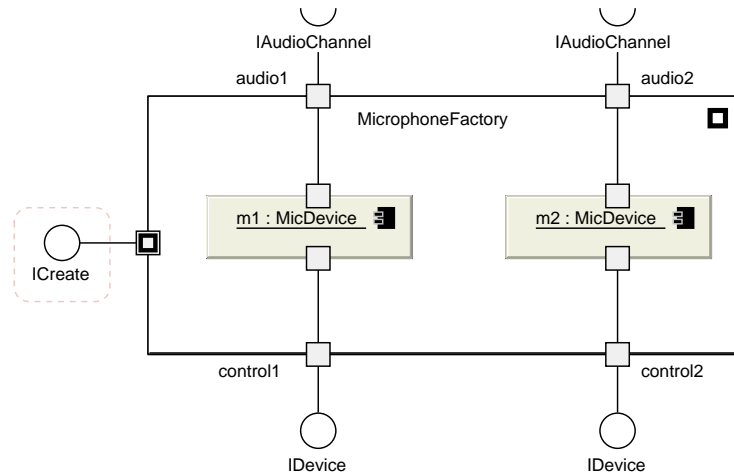 IAudioChannel IAudioChannel
audio1 audio2
MicrophoneFactory
m1 : MicDevice m2 : MicDevice
ICreate
control1 control2
IDevice IDevice